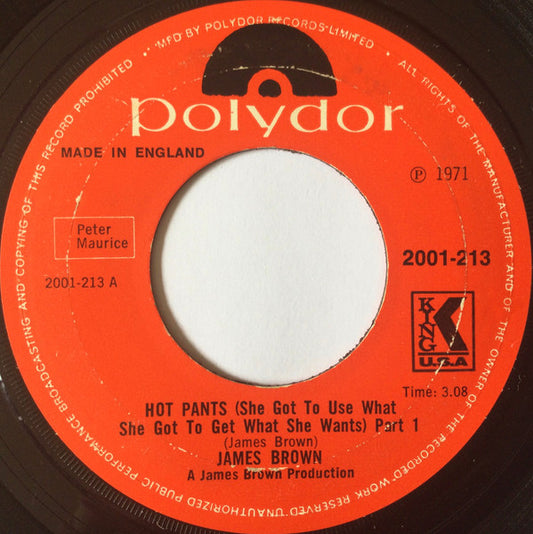 MFD BY POLYDOR RECORDS LIMITED • ALL RIGHTS OF THE MANUFACTURER AND OF THE OWNER OF THE RECORDED WORK RESERVED UNAUTHORIZED PUBLIC PERFORMANCE BROADCASTING AND COPYING OF THIS RECORD PROHIBITED •
polydor
MADE IN ENGLAND
℗ 1971
Peter
Maurice
2001-213
2001-213 A
KING
U.S.A
Time: 3.08
HOT PANTS (She Got To Use What
She Got To Get What She Wants) Part 1
(James Brown)
JAMES BROWN
A James Brown Production